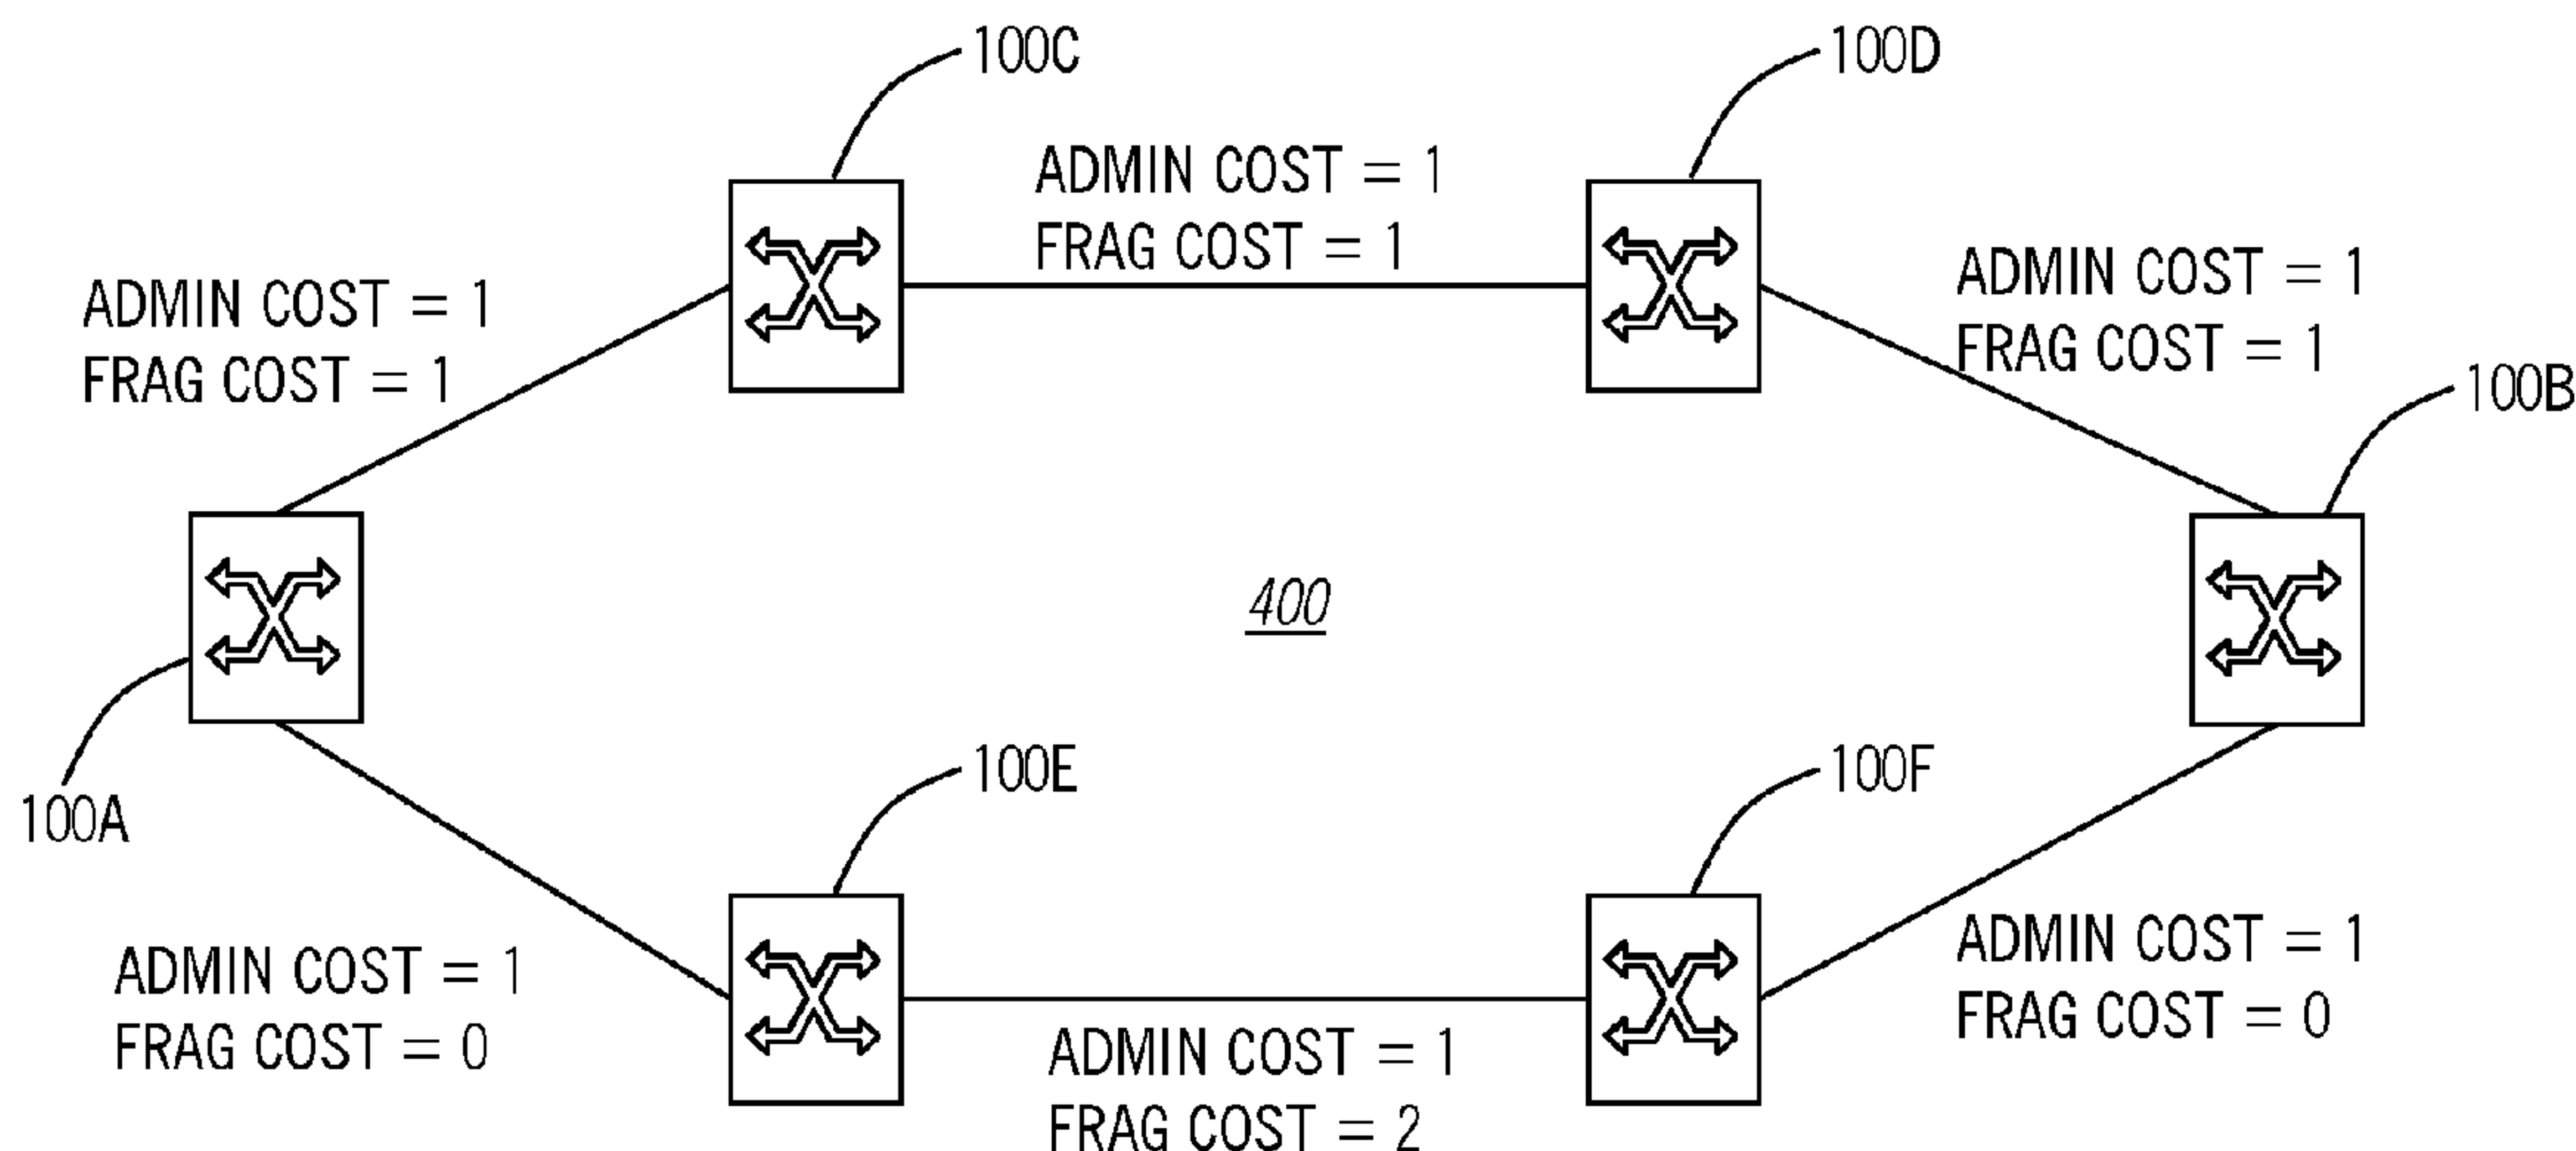 100C
100D
ADMIN COST = 1
FRAG COST = 1
ADMIN COST = 1
FRAG COST = 1
ADMIN COST = 1
FRAG COST = 1
100B
400
100A
100E
100F
ADMIN COST = 1
FRAG COST = 0
ADMIN COST = 1
FRAG COST = 2
ADMIN COST = 1
FRAG COST = 0